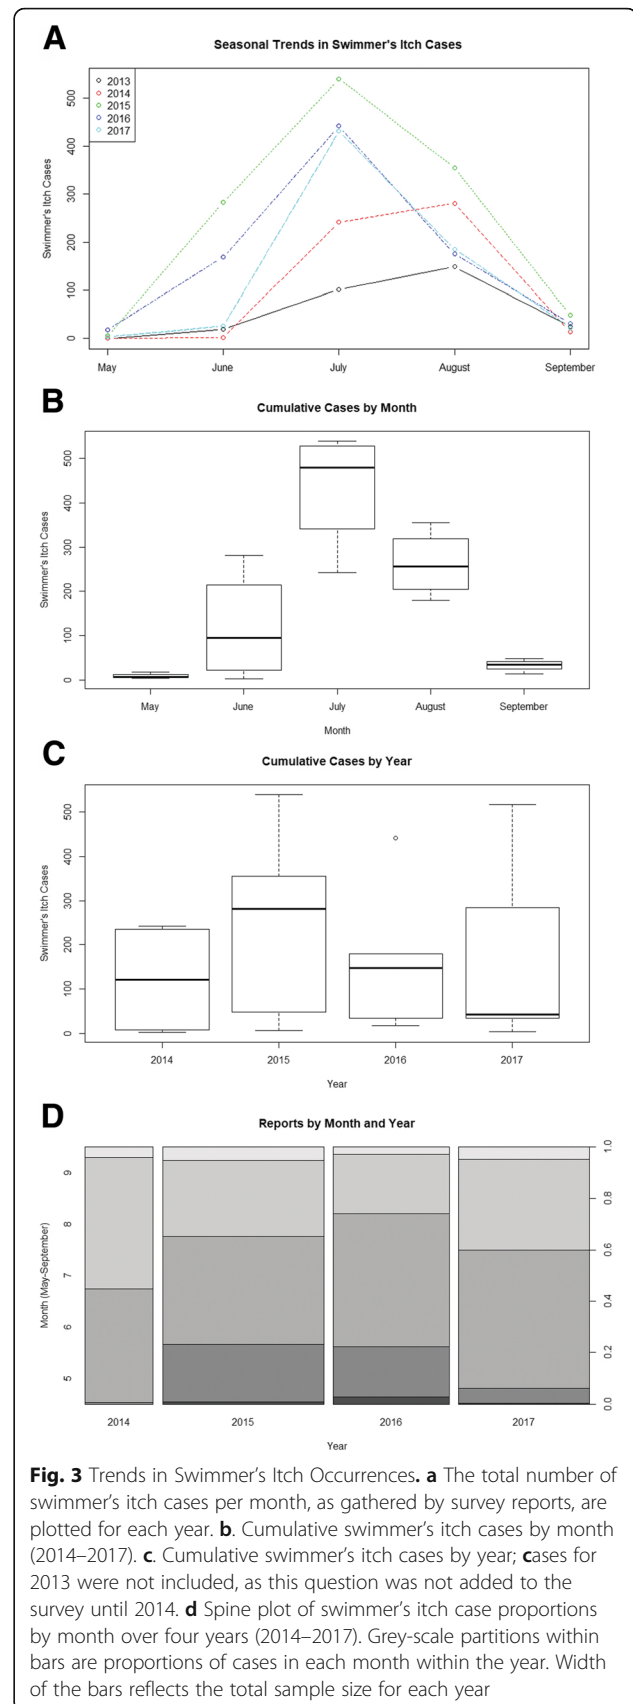 A
Seasonal Trends in Swimmer's Itch Cases
2013
2014
2015
2016
2017
Swimmer's Itch Cases
500
400
300
200
100
0
May June July August September
B
Cumulative Cases by Month
Swimmer's Itch Cases
500
400
300
200
100
0
May June July August September
Month
C
Cumulative Cases by Year
Swimmer's Itch Cases
500
400
300
200
100
0
2014 2015 2016 2017
Year
D
Reports by Month and Year
Month (May-September)
9
8
7
6
5
1.0
0.8
0.6
0.4
0.2
0.0
2014 2015 2016 2017
Year
Fig. 3 Trends in Swimmer's Itch Occurrences. a The total number of
swimmer's itch cases per month, as gathered by survey reports, are
plotted for each year. b. Cumulative swimmer's itch cases by month
(2014–2017). c. Cumulative swimmer's itch cases by year; cases for
2013 were not included, as this question was not added to the
survey until 2014. d Spine plot of swimmer's itch case proportions
by month over four years (2014–2017). Grey-scale partitions within
bars are proportions of cases in each month within the year. Width
of the bars reflects the total sample size for each year